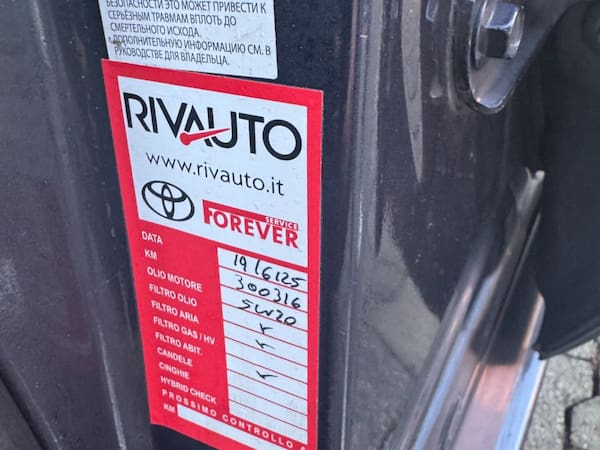 БЕЗОПАСНОСТИ ЭТО МОЖЕТ ПРИВЕСТИ К
СЕРЬЁЗНЫМ ТРАВМАМ ВПЛОТЬ ДО
СМЕРТЕЛЬНОГО ИСХОДА.
ДОПОЛНИТЕЛЬНУЮ ИНФОРМАЦИЮ СМ. В
РУКОВОДСТВЕ ДЛЯ ВЛАДЕЛЬЦА.
RIVAUTO
www.rivauto.it
SERVICE
FOREVER
DATA 19/6/25
KM 300316
OLIO MOTORE 5W30
FILTRO OLIO ✓
FILTRO ARIA ✓
FILTRO GAS / HV
FILTRO ABIT. ✓
CANDELE
CINGHIE
HYBRID CHECK
PROSSIMO CONTROLLO A
KM